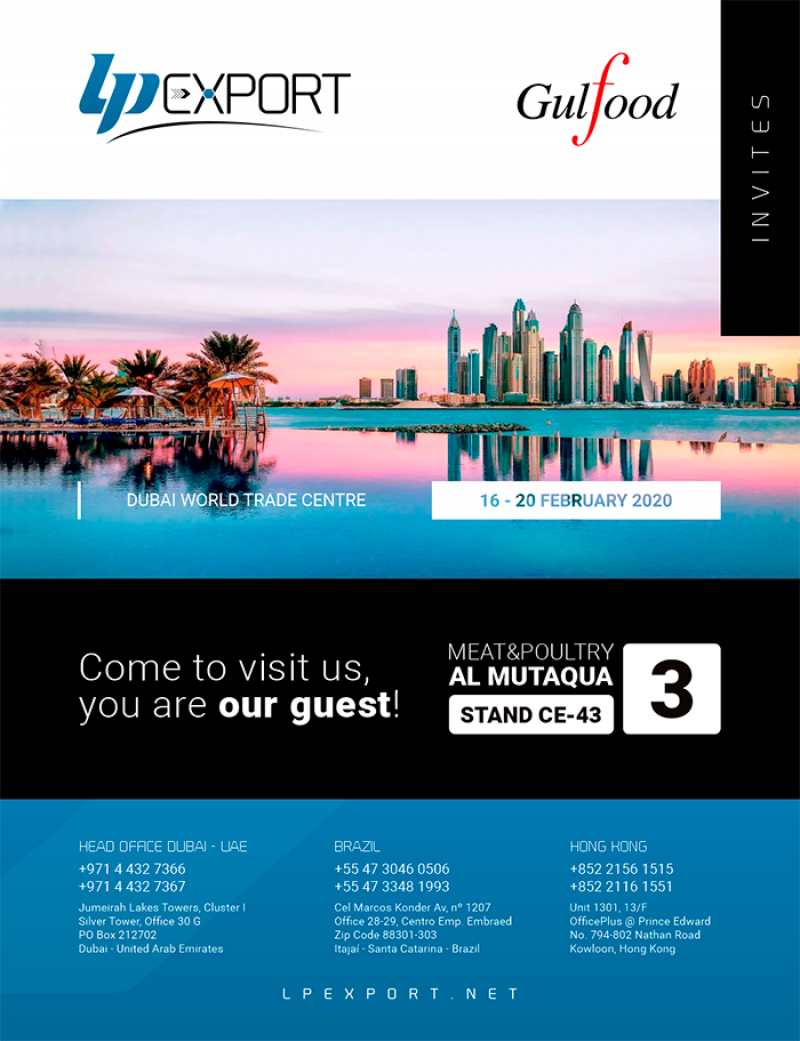 LP EXPORT
Gulfood
INVITES
DUBAI WORLD TRADE CENTRE
16 - 20 FEBRUARY 2020
Come to visit us,
you are our guest!
MEAT&POULTRY
AL MUTAQUA
STAND CE-43
3
HEAD OFFICE DUBAI - UAE
+971 4 432 7366
+971 4 432 7367
Jumeirah Lakes Towers, Cluster I
Silver Tower, Office 30 G
PO Box 212702
Dubai - United Arab Emirates
BRAZIL
+55 47 3046 0506
+55 47 3348 1993
Cel Marcos Konder Av, nº 1207
Office 28-29, Centro Emp. Embraed
Zip Code 88301-303
Itajaí - Santa Catarina - Brazil
HONG KONG
+852 2156 1515
+852 2116 1551
Unit 1301, 13/F
OfficePlus @ Prince Edward
No. 794-802 Nathan Road
Kowloon, Hong Kong
LPEXPORT.NET